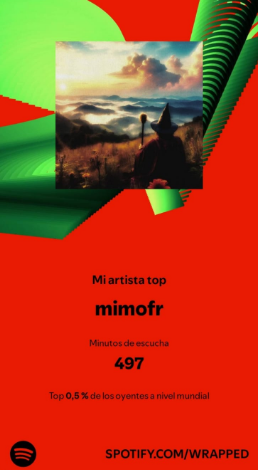 Mi artista top
mimofr
Minutos de escucha
497
Top 0,5 % de los oyentes a nivel mundial
SPOTIFY.COM/WRAPPED